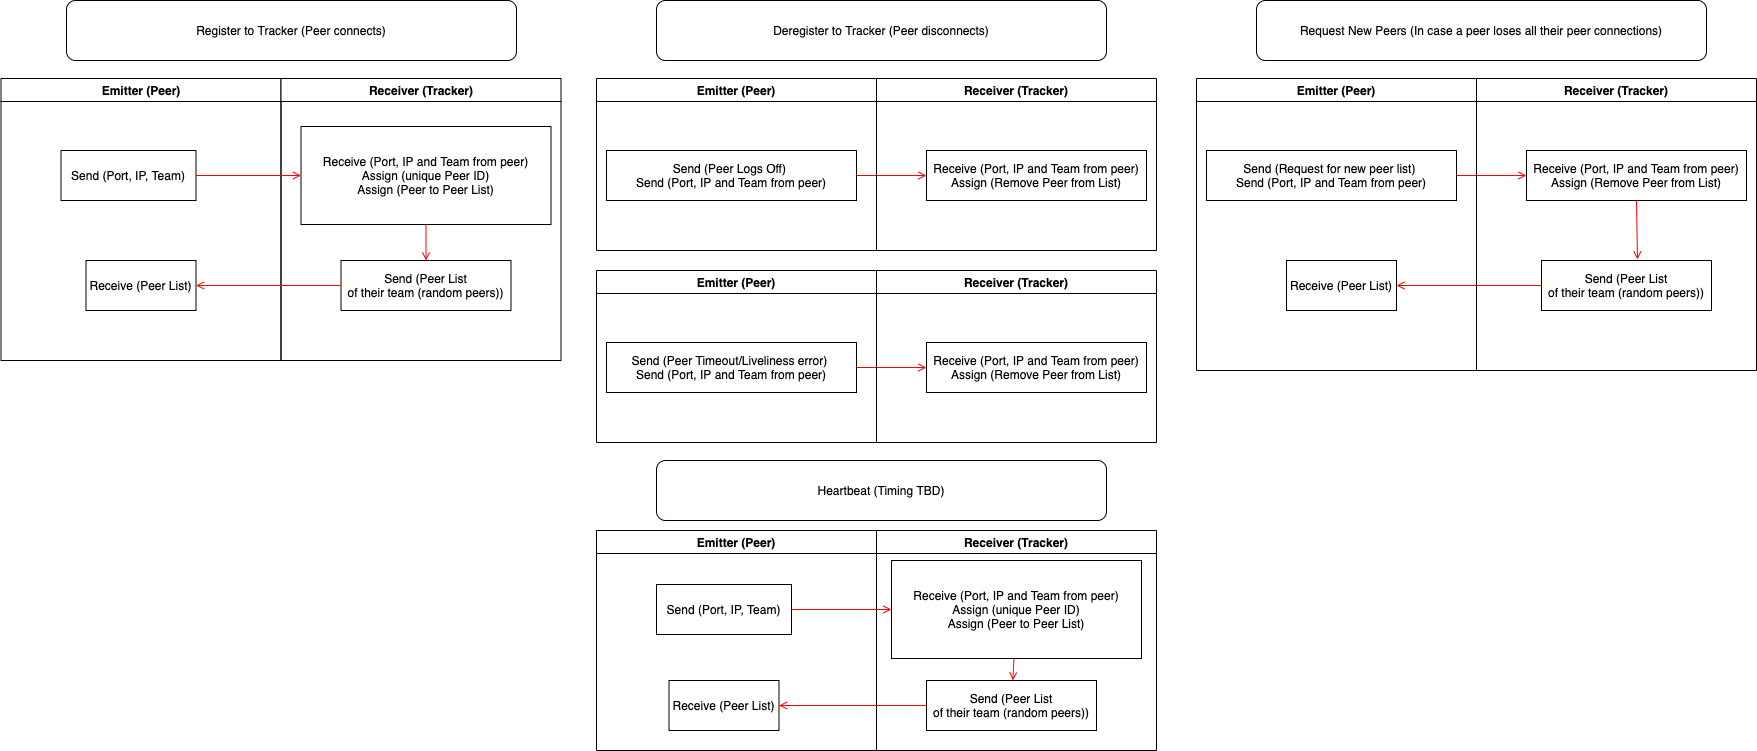 Register to Tracker (Peer connects)
Emitter (Peer)
Receiver (Tracker)
Send (Port, IP, Team)
Receive (Port, IP and Team from peer)
Assign (unique Peer ID)
Assign (Peer to Peer List)
Receive (Peer List)
Send (Peer List
of their team (random peers))
Deregister to Tracker (Peer disconnects)
Emitter (Peer)
Receiver (Tracker)
Send (Peer Logs Off)
Send (Port, IP and Team from peer)
Receive (Port, IP and Team from peer)
Assign (Remove Peer from List)
Emitter (Peer)
Receiver (Tracker)
Send (Peer Timeout/Liveliness error)
Send (Port, IP and Team from peer)
Receive (Port, IP and Team from peer)
Assign (Remove Peer from List)
Heartbeat (Timing TBD)
Emitter (Peer)
Receiver (Tracker)
Send (Port, IP, Team)
Receive (Port, IP and Team from peer)
Assign (unique Peer ID)
Assign (Peer to Peer List)
Receive (Peer List)
Send (Peer List
of their team (random peers))
Request New Peers (In case a peer loses all their peer connections)
Emitter (Peer)
Receiver (Tracker)
Send (Request for new peer list)
Send (Port, IP and Team from peer)
Receive (Port, IP and Team from peer)
Assign (Remove Peer from List)
Receive (Peer List)
Send (Peer List
of their team (random peers))